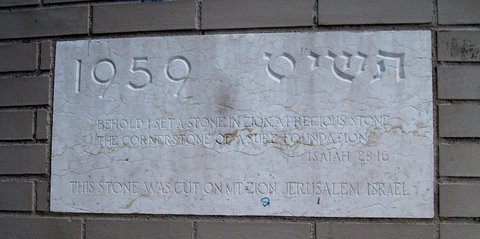 1959 תשיט
"BEHOLD I SET A STONE IN ZION A PRECIOUS STONE
THE CORNERSTONE OF A SURE FOUNDATION"
ISAIAH 28·16
THIS STONE WAS CUT ON MT· ZION JERUSALEM ISRAEL